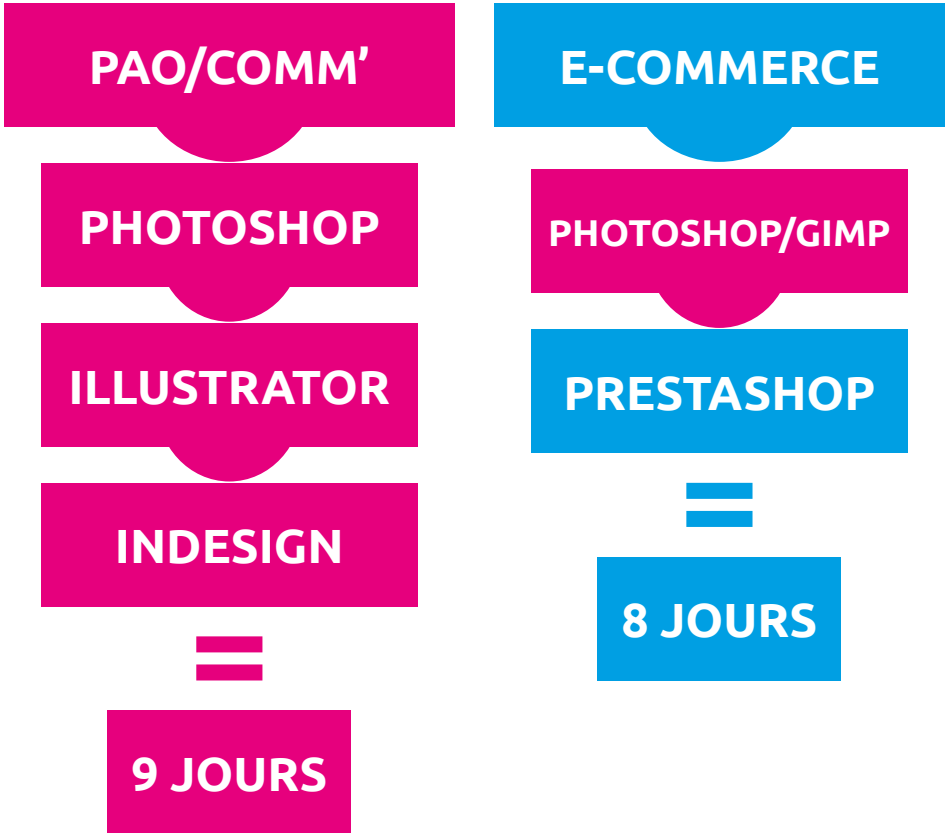 PAO/COMM’
PHOTOSHOP
ILLUSTRATOR
INDESIGN
=
9 JOURS
E-COMMERCE
PHOTOSHOP/GIMP
PRESTASHOP
=
8 JOURS